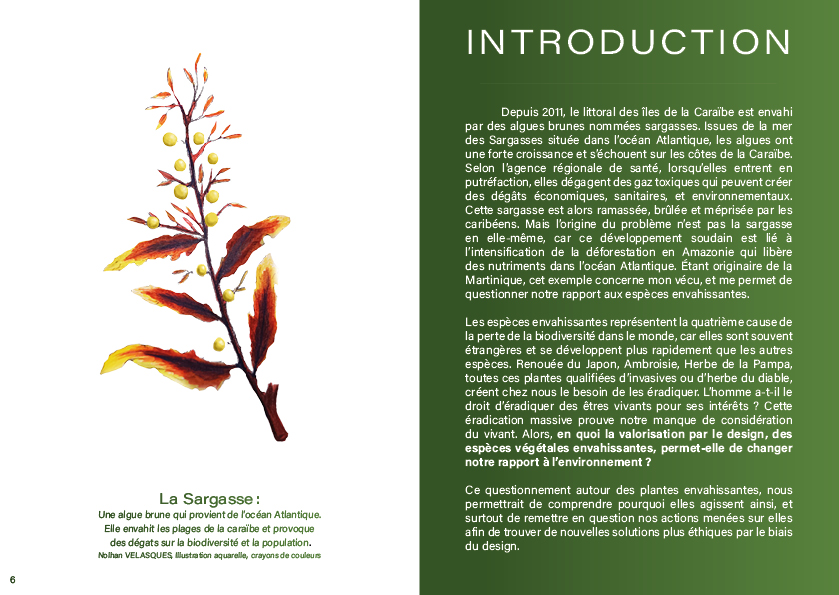 La Sargasse :
Une algue brune qui provient de l'océan Atlantique.
Elle envahit les plages de la caraïbe et provoque
des dégats sur la biodiversité et la population.
Nolhan VELASQUES, Illustration aquarelle, crayons de couleurs
6
INTRODUCTION
Depuis 2011, le littoral des îles de la Caraïbe est envahi
par des algues brunes nommées sargasses. Issues de la mer
des Sargasses située dans l'océan Atlantique, les algues ont
une forte croissance et s'échouent sur les côtes de la Caraïbe.
Selon l'agence régionale de santé, lorsqu'elles entrent en
putréfaction, elles dégagent des gaz toxiques qui peuvent créer
des dégâts économiques, sanitaires, et environnementaux.
Cette sargasse est alors ramassée, brûlée et méprisée par les
caribéens. Mais l'origine du problème n'est pas la sargasse
en elle-même, car ce développement soudain est lié à
l'intensification de la déforestation en Amazonie qui libère
des nutriments dans l'océan Atlantique. Étant originaire de la
Martinique, cet exemple concerne mon vécu, et me permet de
questionner notre rapport aux espèces envahissantes.
Les espèces envahissantes représentent la quatrième cause de
la perte de la biodiversité dans le monde, car elles sont souvent
étrangères et se développent plus rapidement que les autres
espèces. Renouée du Japon, Ambroisie, Herbe de la Pampa,
toutes ces plantes qualifiées d'invasives ou d'herbe du diable,
créent chez nous le besoin de les éradiquer. L'homme a-t-il le
droit d'éradiquer des êtres vivants pour ses intérêts ? Cette
éradication massive prouve notre manque de considération
du vivant. Alors, en quoi la valorisation par le design, des
espèces végétales envahissantes, permet-elle de changer
notre rapport à l'environnement ?
Ce questionnement autour des plantes envahissantes, nous
permettrait de comprendre pourquoi elles agissent ainsi, et
surtout de remettre en question nos actions menées sur elles
afin de trouver de nouvelles solutions plus éthiques par le biais
du design.